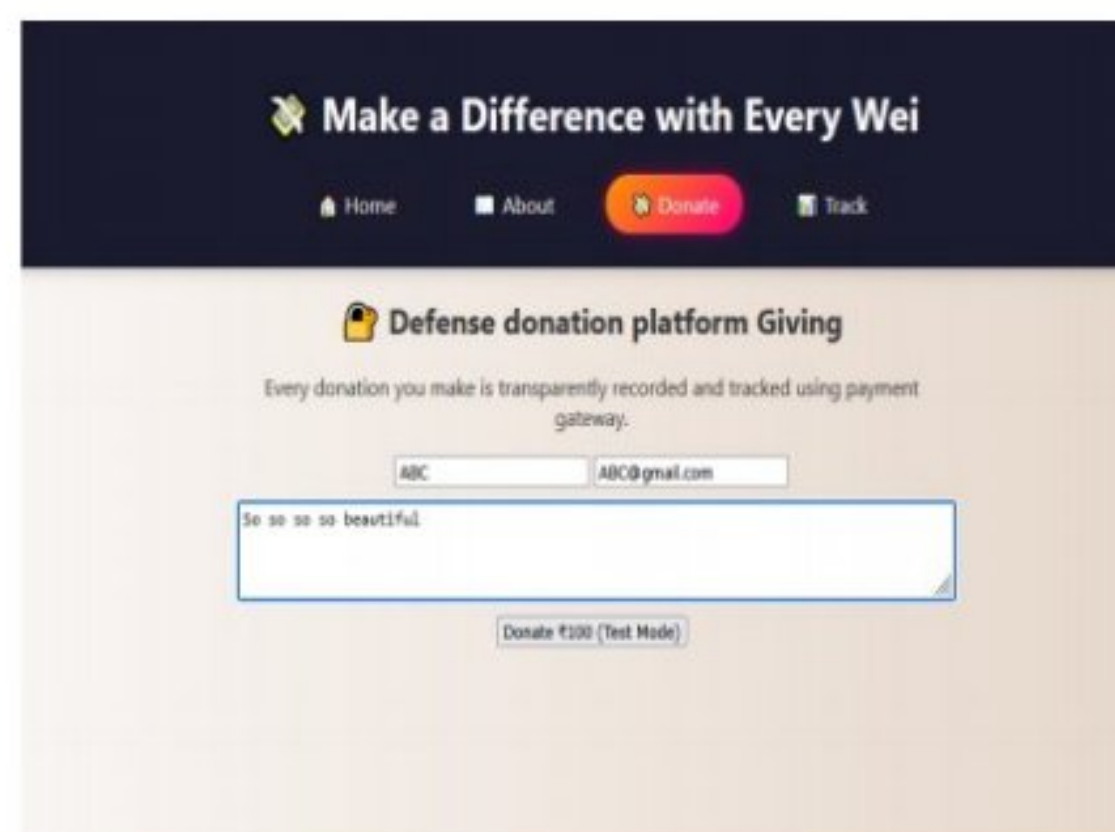 Make a Difference with Every Wei
Home About Donate Track
Defense donation platform Giving
Every donation you make is transparently recorded and tracked using payment
gateway.
ABC ABC@gmail.com
So so so so beautiful
Donate ₹100 (Test Mode)